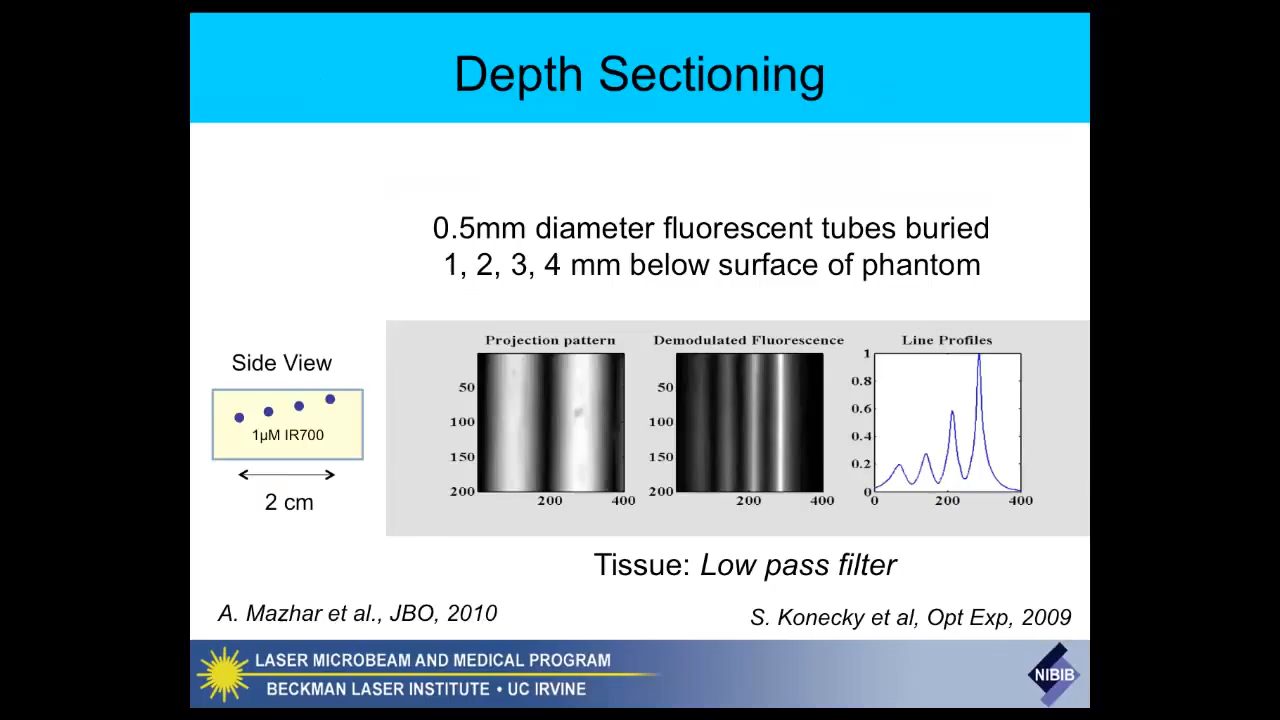 Depth Sectioning
0.5mm diameter fluorescent tubes buried
1, 2, 3, 4 mm below surface of phantom
Side View
1µM IR700
2 cm
Projection pattern
50
100
150
200
200
400
Demodulated Fluorescence
50
100
150
200
200
400
Line Profiles
1
0.8
0.6
0.4
0.2
0
0
200
400
Tissue: Low pass filter
A. Mazhar et al., JBO, 2010
S. Konecky et al, Opt Exp, 2009
LASER MICROBEAM AND MEDICAL PROGRAM
BECKMAN LASER INSTITUTE • UC IRVINE
NIBIB